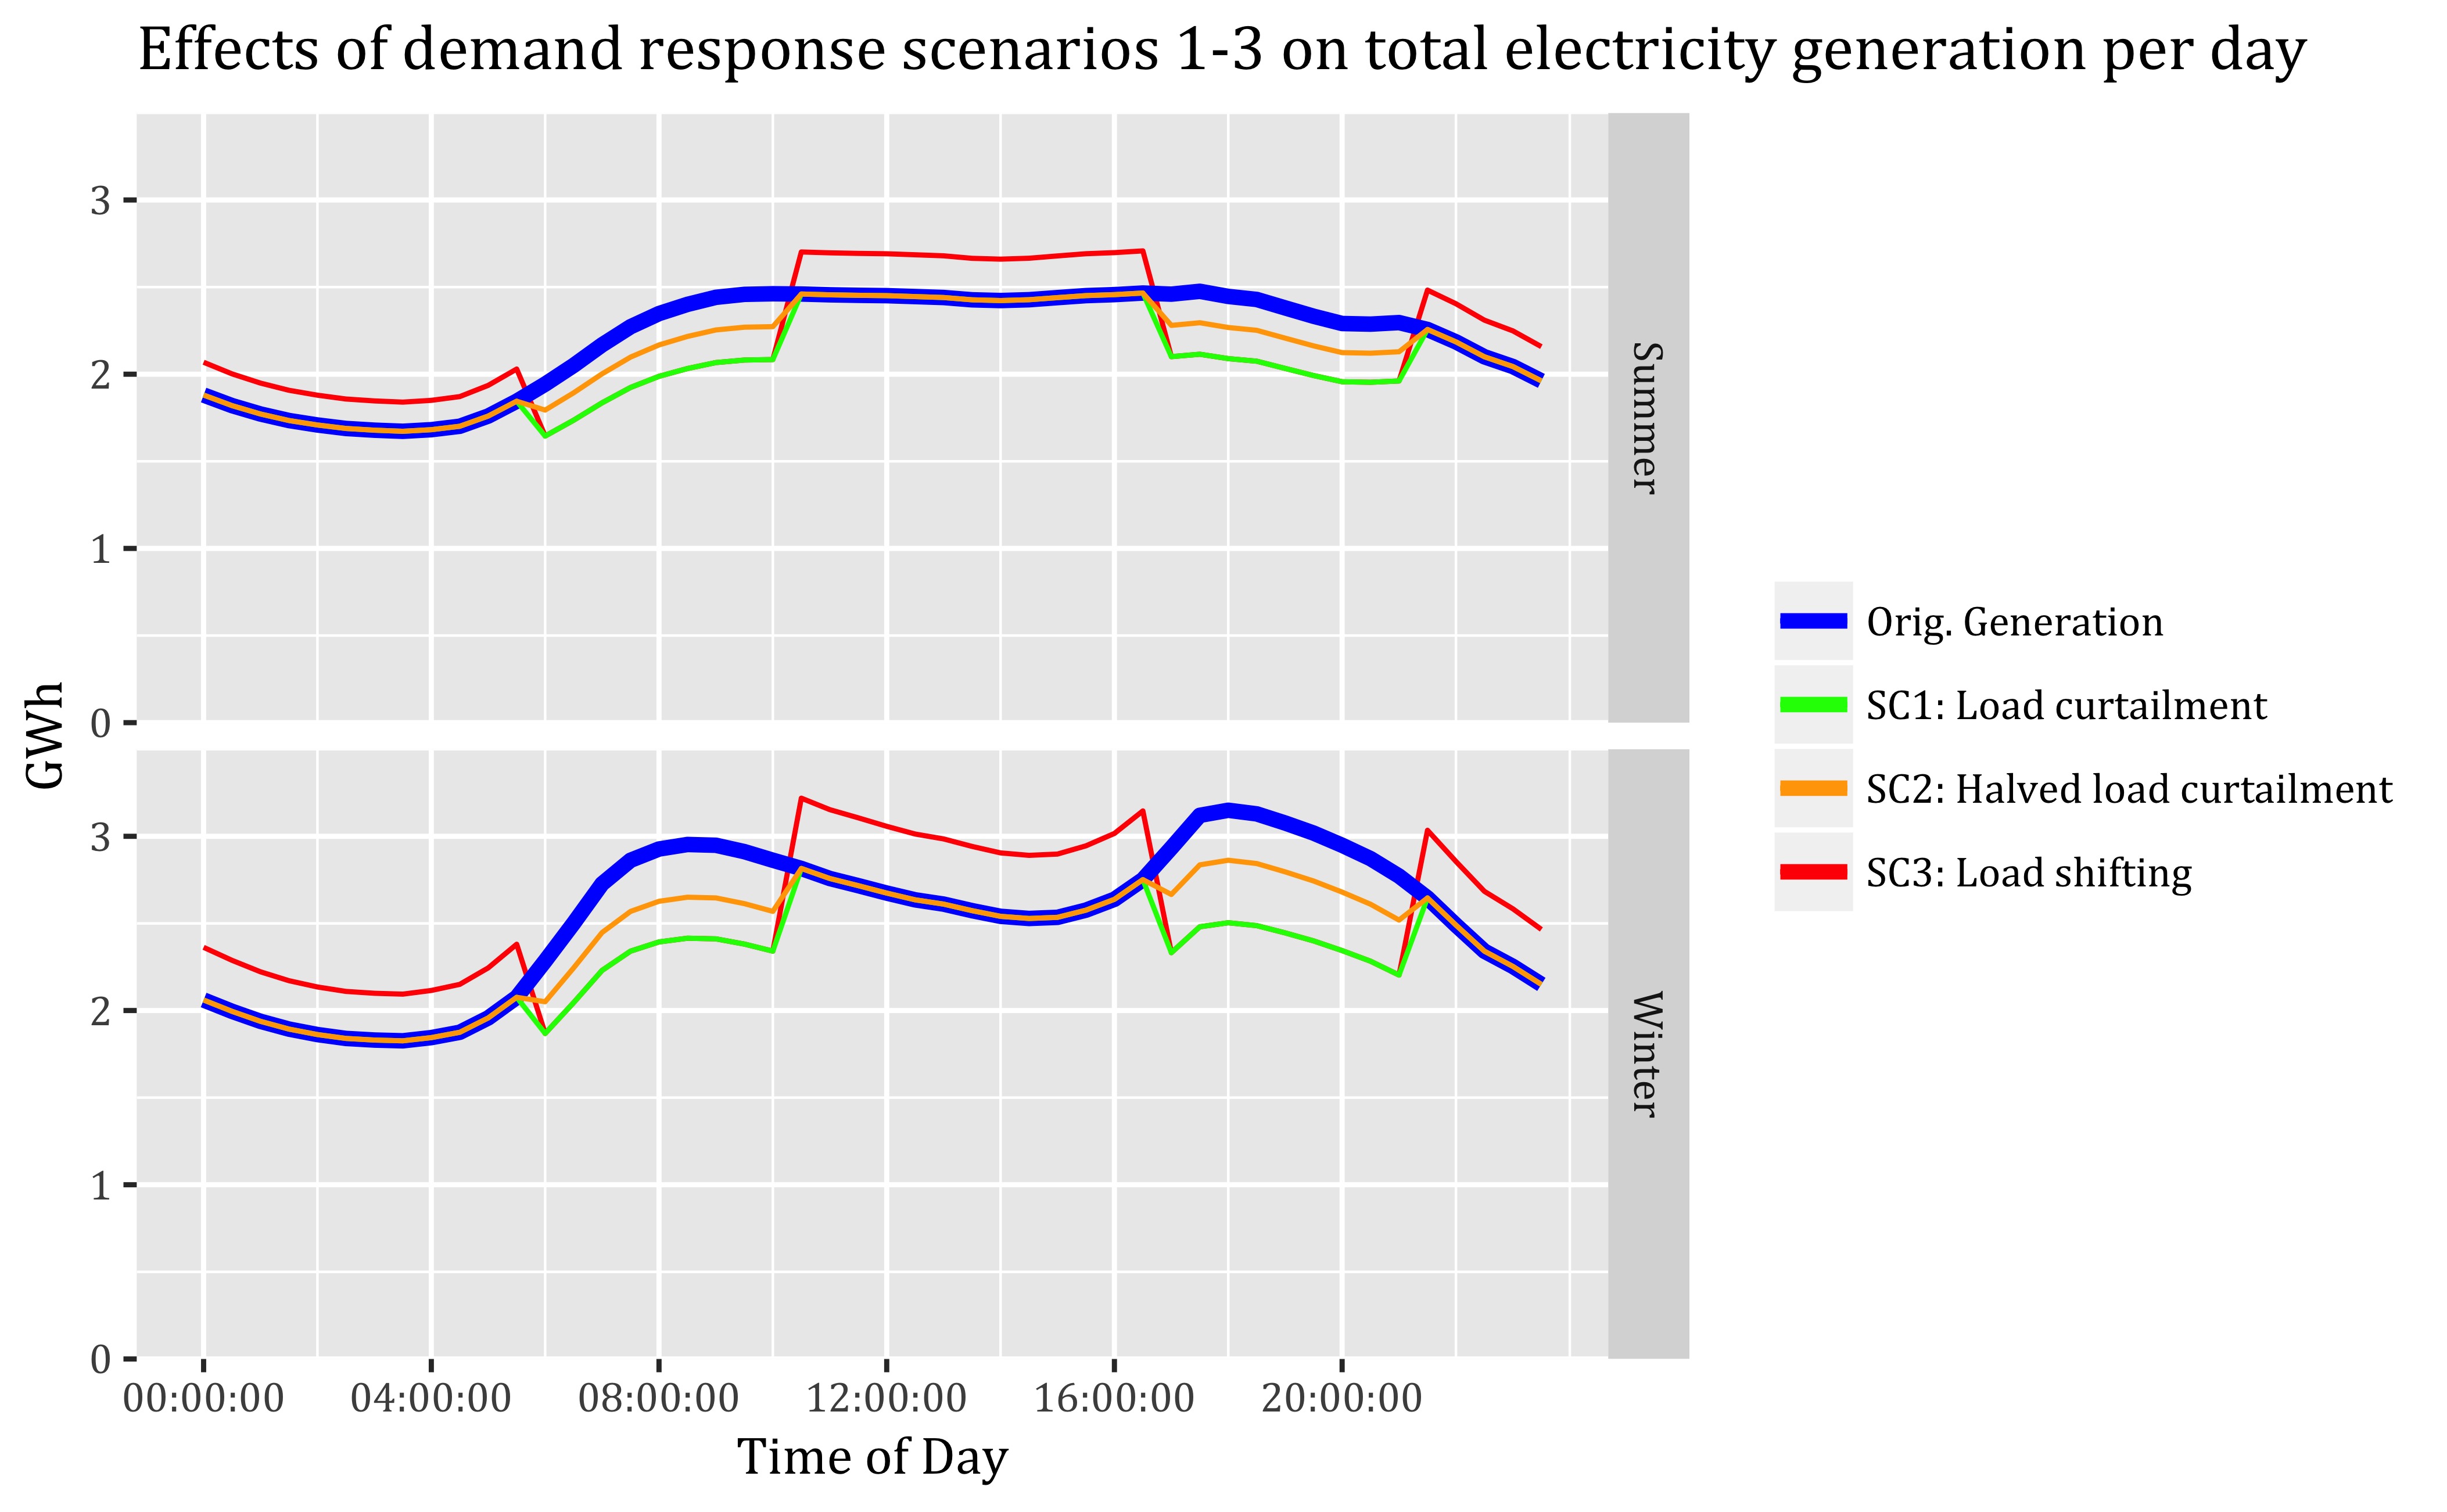 Effects of demand response scenarios 1-3 on total electricity generation per day
GWh
3
2
1
0
Summer
3
2
1
0
Winter
00:00:00 04:00:00 08:00:00 12:00:00 16:00:00 20:00:00
Time of Day
Orig. Generation
SC1: Load curtailment
SC2: Halved load curtailment
SC3: Load shifting